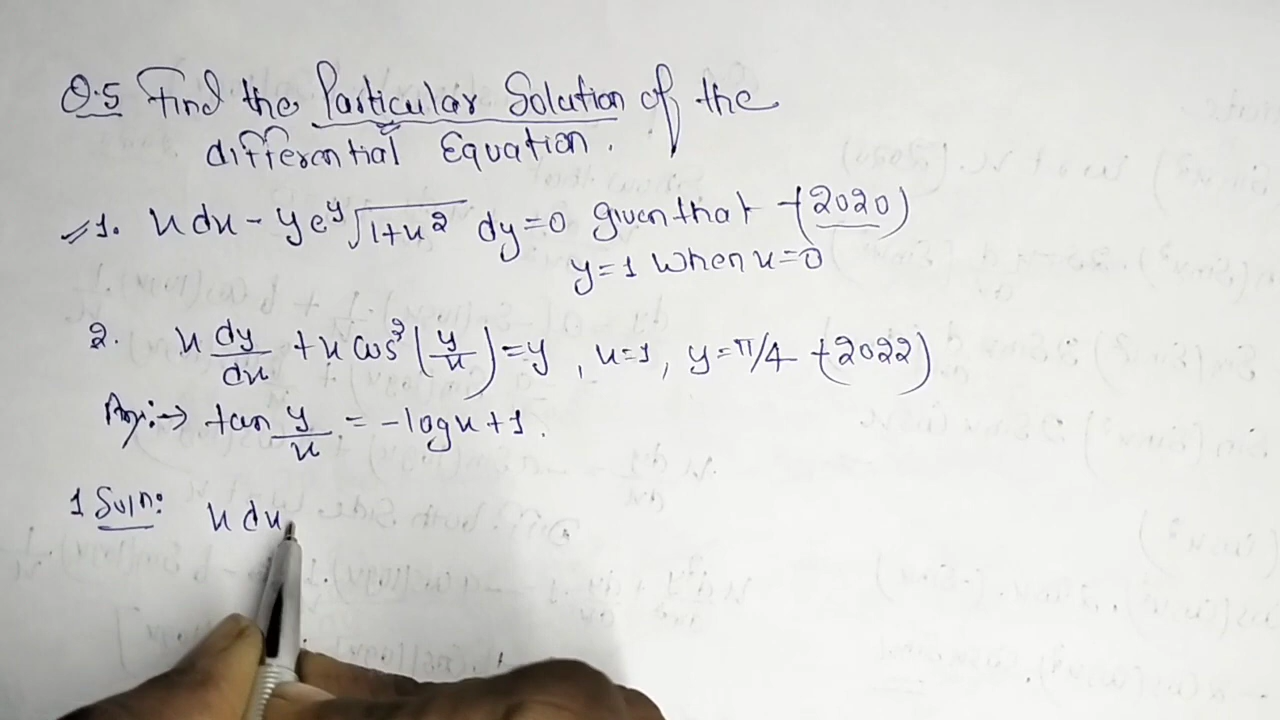 Q.5 Find the Particular Solution of the
differential Equation.
1. x dx - y e^y √(1+x²) dy = 0 given that (2020)
y = 1 when x = 0
2. x dy/dx + x cos² (y/x) = y , x = 1 , y = π/4 (2022)
Ans:→ tan y/x = -log x + 1.
1 Soln: x dx